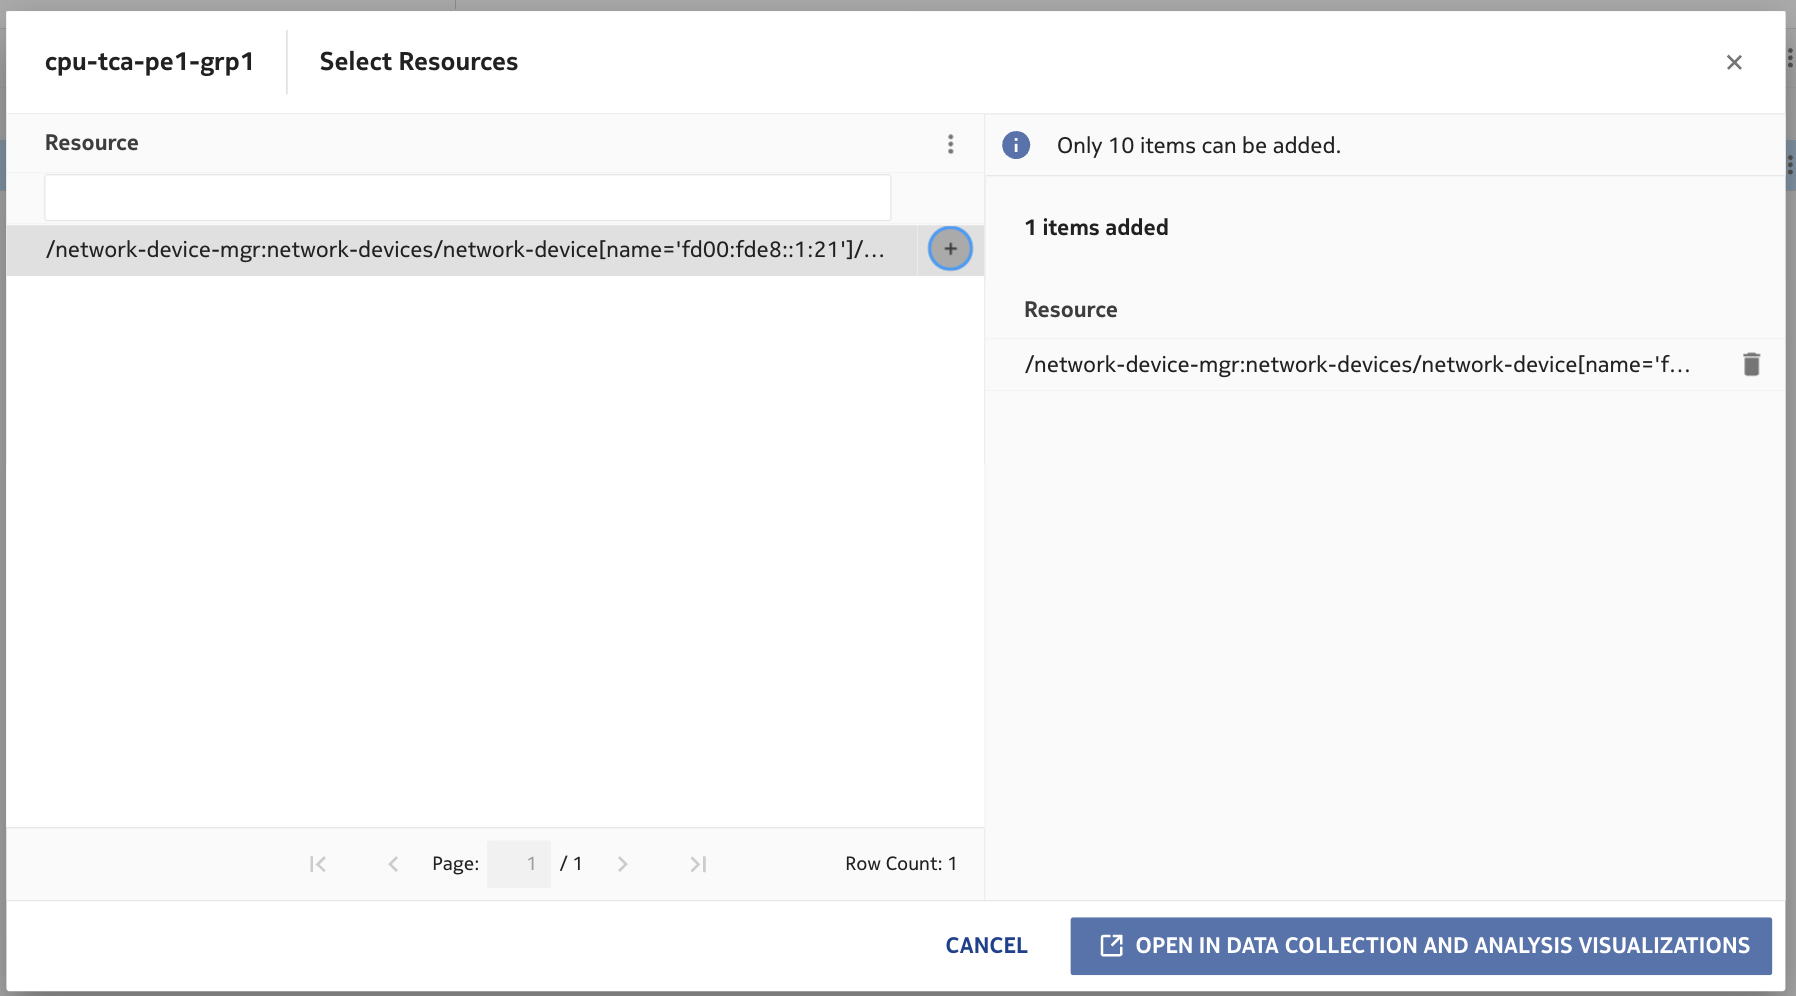 cpu-tca-pe1-grp1
Select Resources
Resource
/network-device-mgr:network-devices/network-device[name='fd00:fde8::1:21']/...
Only 10 items can be added.
1 items added
Resource
/network-device-mgr:network-devices/network-device[name='f...
Page: 1 / 1
Row Count: 1
CANCEL
OPEN IN DATA COLLECTION AND ANALYSIS VISUALIZATIONS